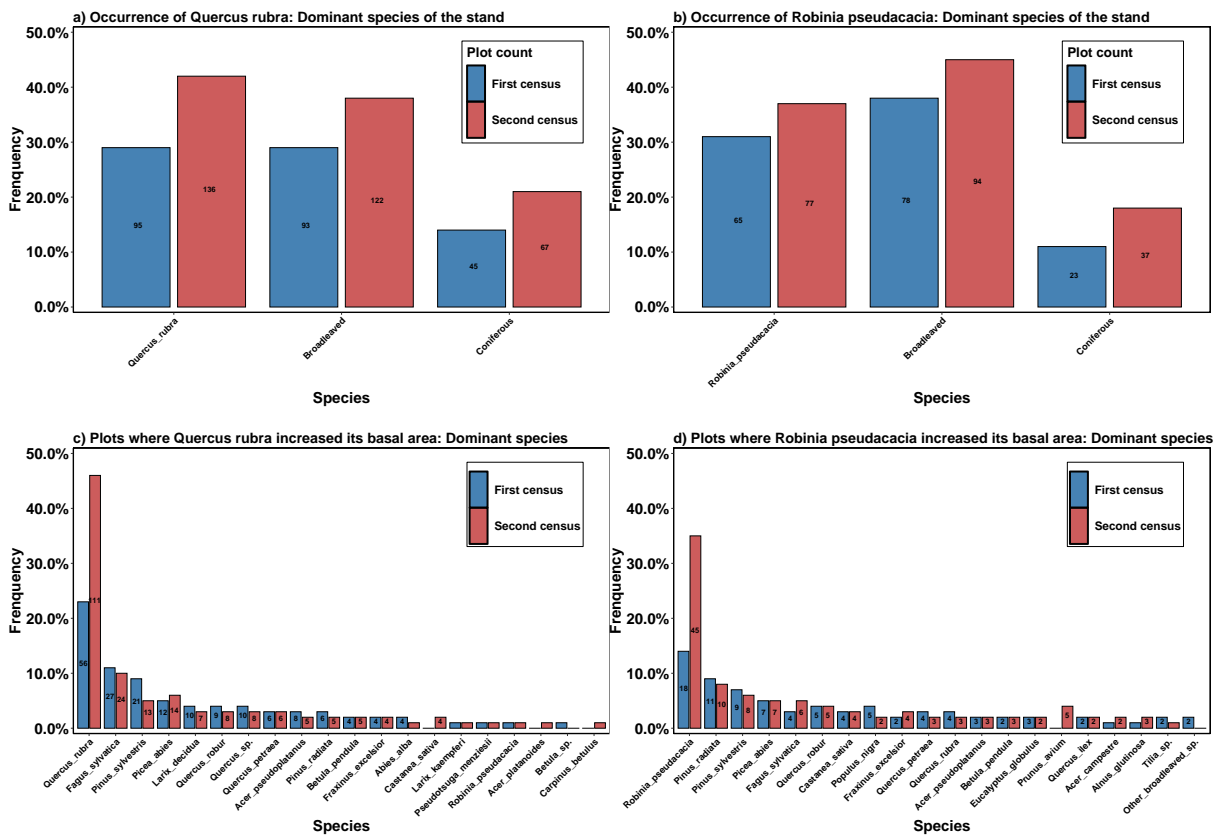 a) Occurrence of Quercus rubra: Dominant species of the stand
50.0%
40.0%
30.0%
20.0%
10.0%
0.0%
Frenquency
Plot count
First census
Second census
95
136
93
122
45
67
Quercus_rubra
Broadleaved
Coniferous
Species
b) Occurrence of Robinia pseudacacia: Dominant species of the stand
50.0%
40.0%
30.0%
20.0%
10.0%
0.0%
Frenquency
Plot count
First census
Second census
65
77
78
94
23
37
Robinia_pseudacacia
Broadleaved
Coniferous
Species
c) Plots where Quercus rubra increased its basal area: Dominant species
50.0%
40.0%
30.0%
20.0%
10.0%
0.0%
Frenquency
First census
Second census
56
111
27
24
21
13
12
14
10
7
9
8
10
8
6
6
8
5
6
5
4
5
4
4
4
4
Quercus_rubra
Fagus_sylvatica
Pinus_sylvestris
Picea_abies
Larix_decidua
Quercus_robur
Quercus_sp.
Quercus_petraea
Acer_pseudoplatanus
Pinus_radiata
Betula_pendula
Fraxinus_excelsior
Abies_alba
Castanea_sativa
Larix_kaempferi
Pseudotsuga_menziesii
Robinia_pseudacacia
Acer_platanoides
Betula_sp.
Carpinus_betulus
Species
d) Plots where Robinia pseudacacia increased its basal area: Dominant species
50.0%
40.0%
30.0%
20.0%
10.0%
0.0%
Frenquency
First census
Second census
18
45
11
10
9
8
7
7
4
6
5
5
4
4
5
2
2
4
2
3
4
3
3
3
2
3
3
2
5
2
2
1
2
1
3
2
1
2
Robinia_pseudacacia
Pinus_radiata
Pinus_sylvestris
Picea_abies
Fagus_sylvatica
Quercus_robur
Castanea_sativa
Populus_nigra
Fraxinus_excelsior
Quercus_petraea
Quercus_rubra
Acer_pseudoplatanus
Betula_pendula
Eucalyptus_globulus
Prunus_avium
Quercus_ilex
Acer_campestre
Alnus_glutinosa
Tilia_sp.
Other_broadleaved_sp.
Species